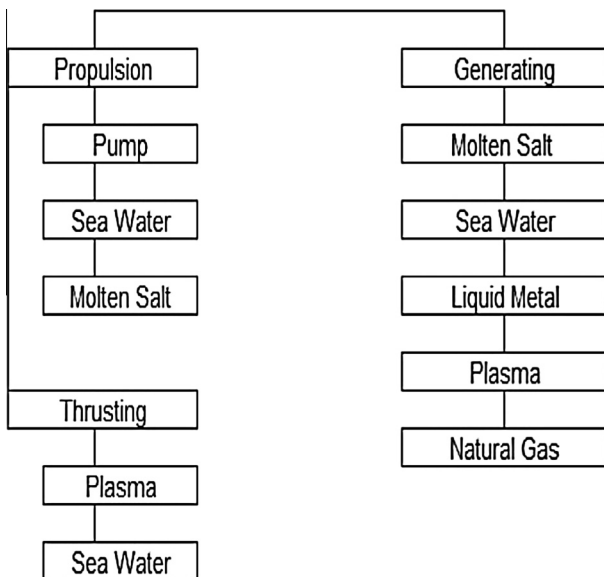 Propulsion
Pump
Sea Water
Molten Salt
Thrusting
Plasma
Sea Water
Generating
Molten Salt
Sea Water
Liquid Metal
Plasma
Natural Gas